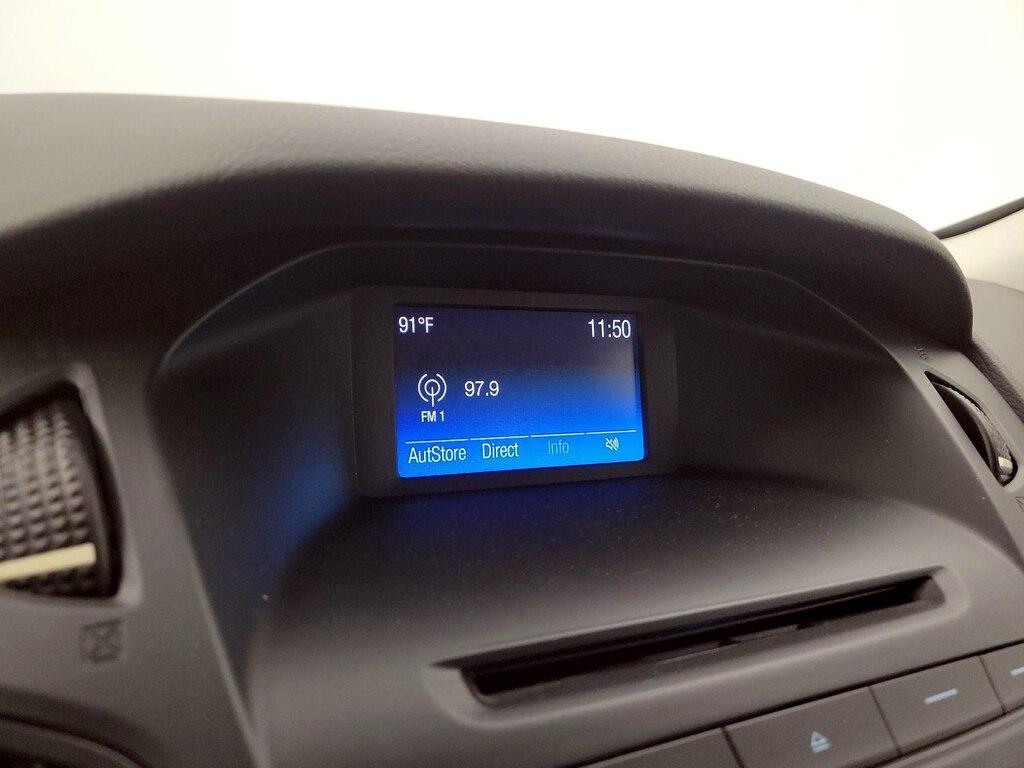 91°F 11:50
97.9
FM 1
AutStore Direct Info